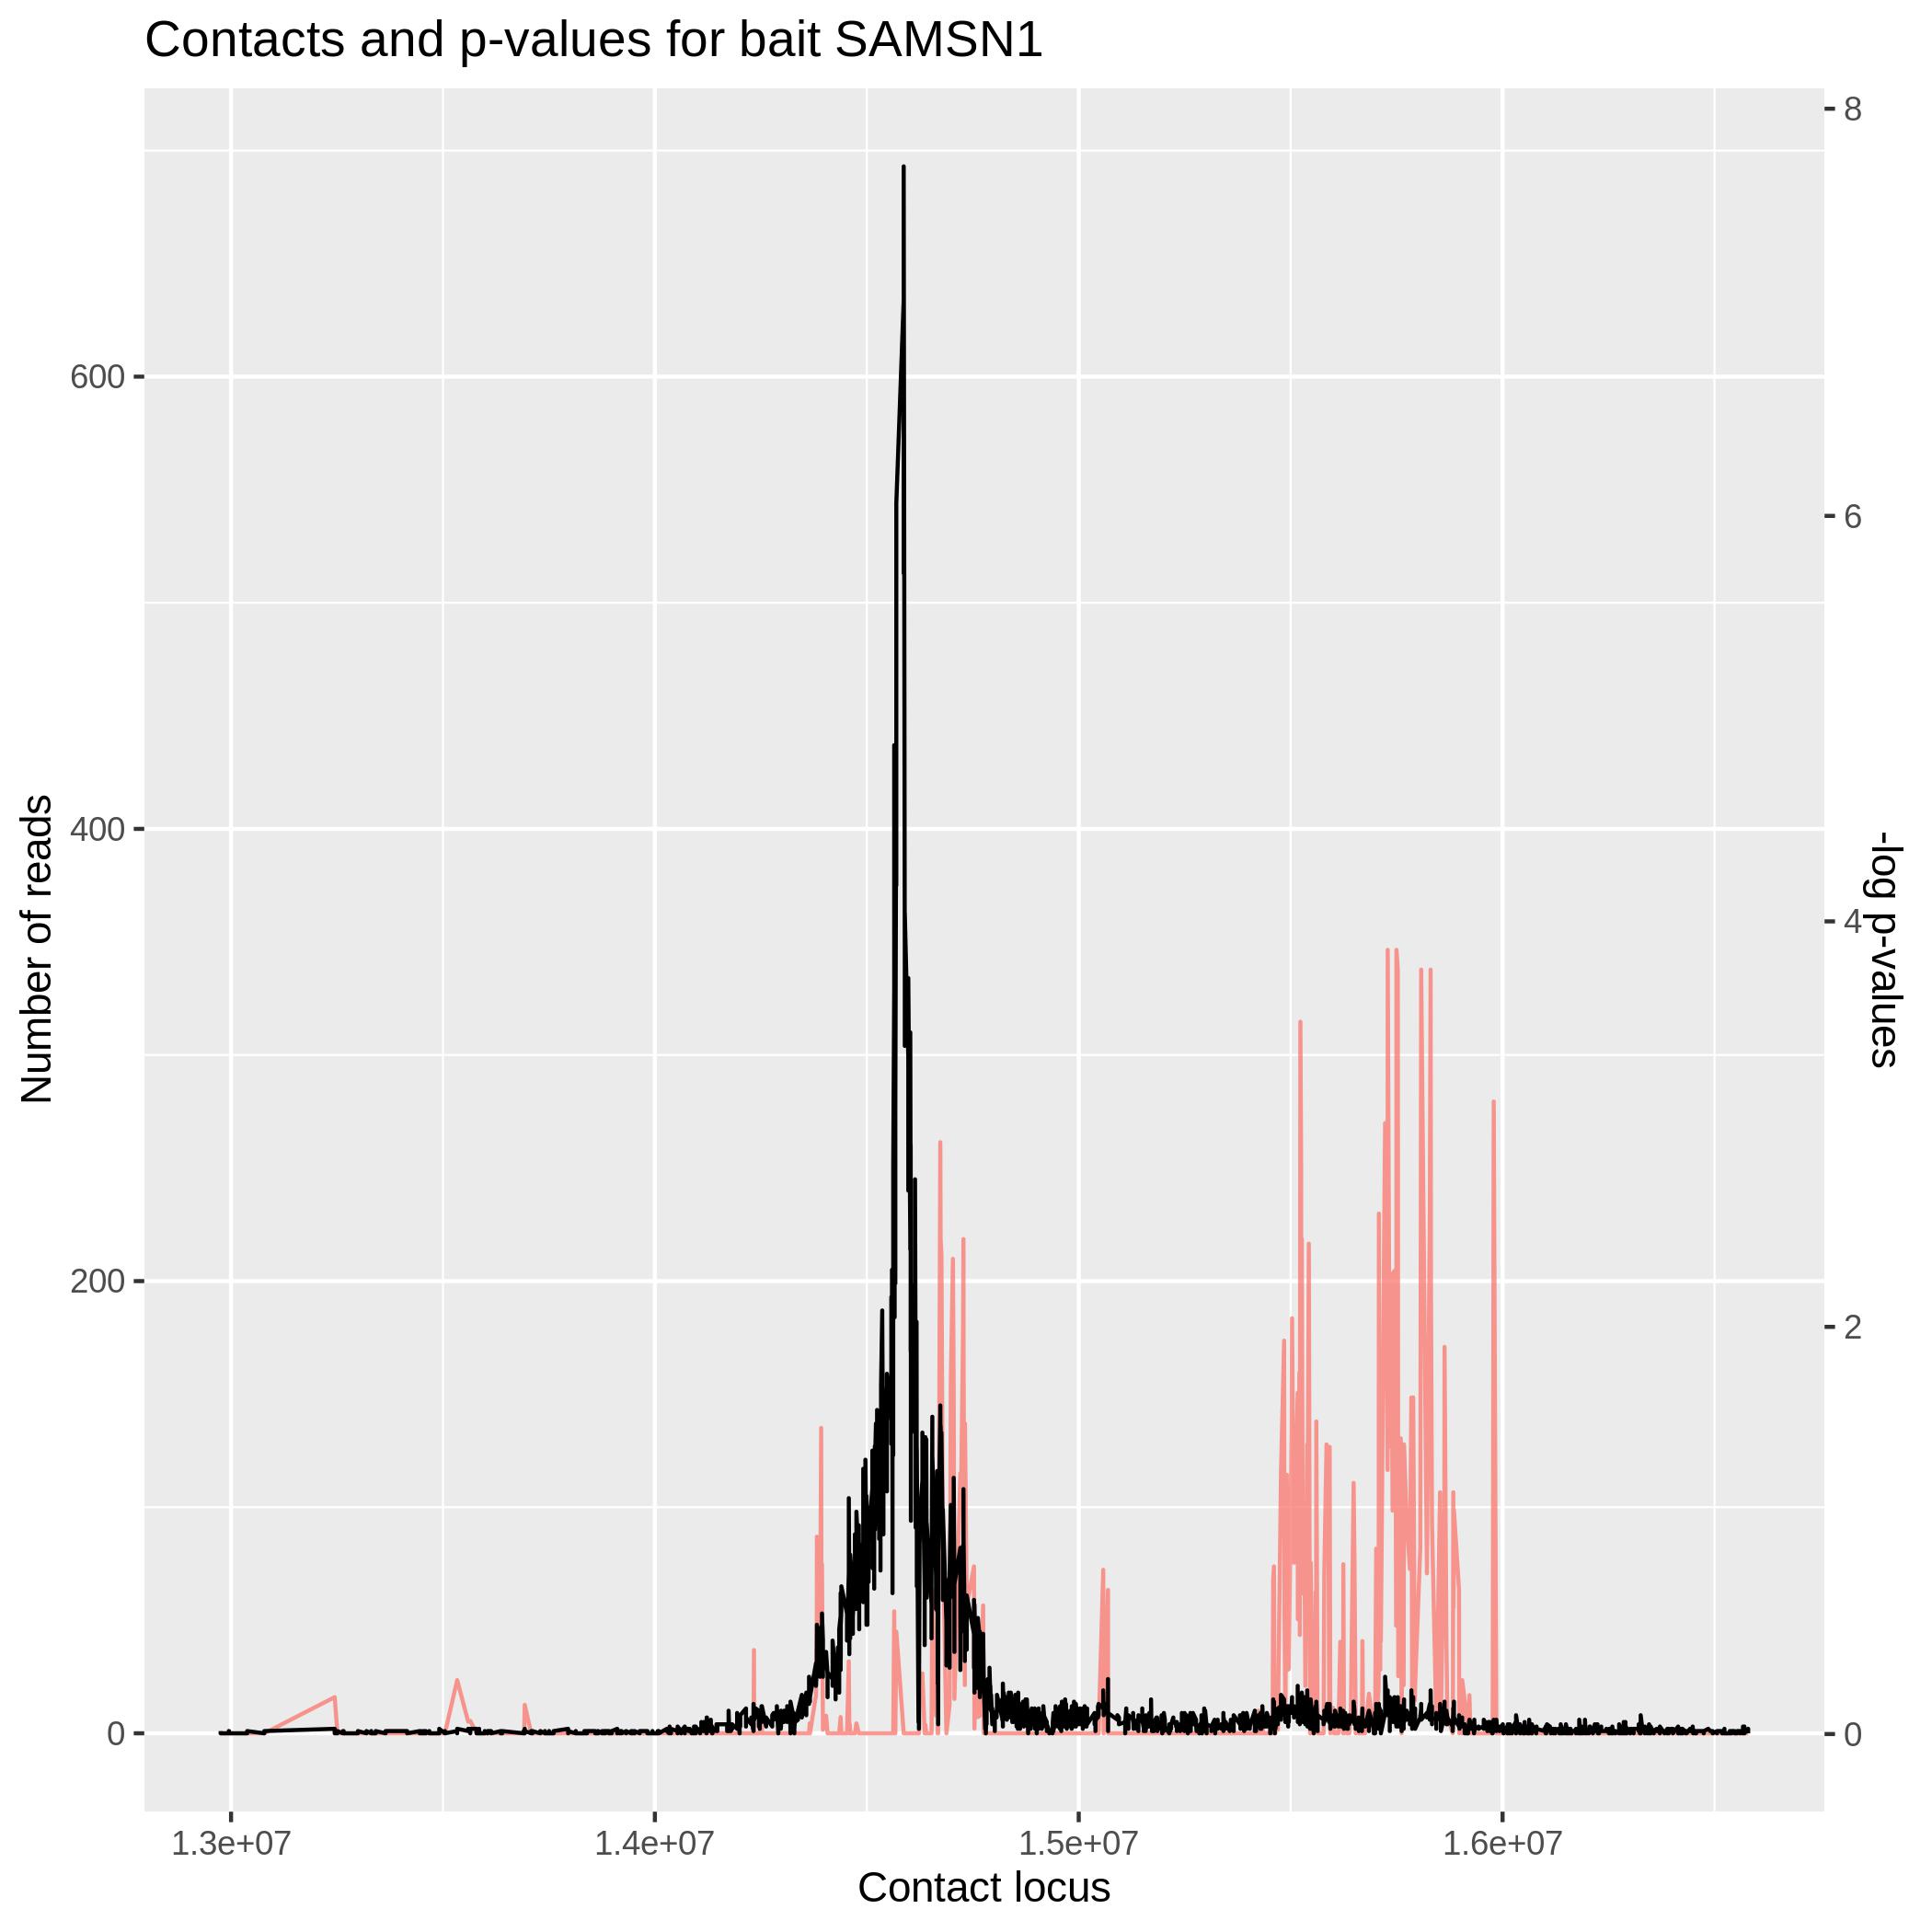 Contacts and p-values for bait SAMSN1
8
600
6
400
4
200
2
0
0
Number of reads
-log p-values
1.3e+07
1.4e+07
1.5e+07
1.6e+07
Contact locus